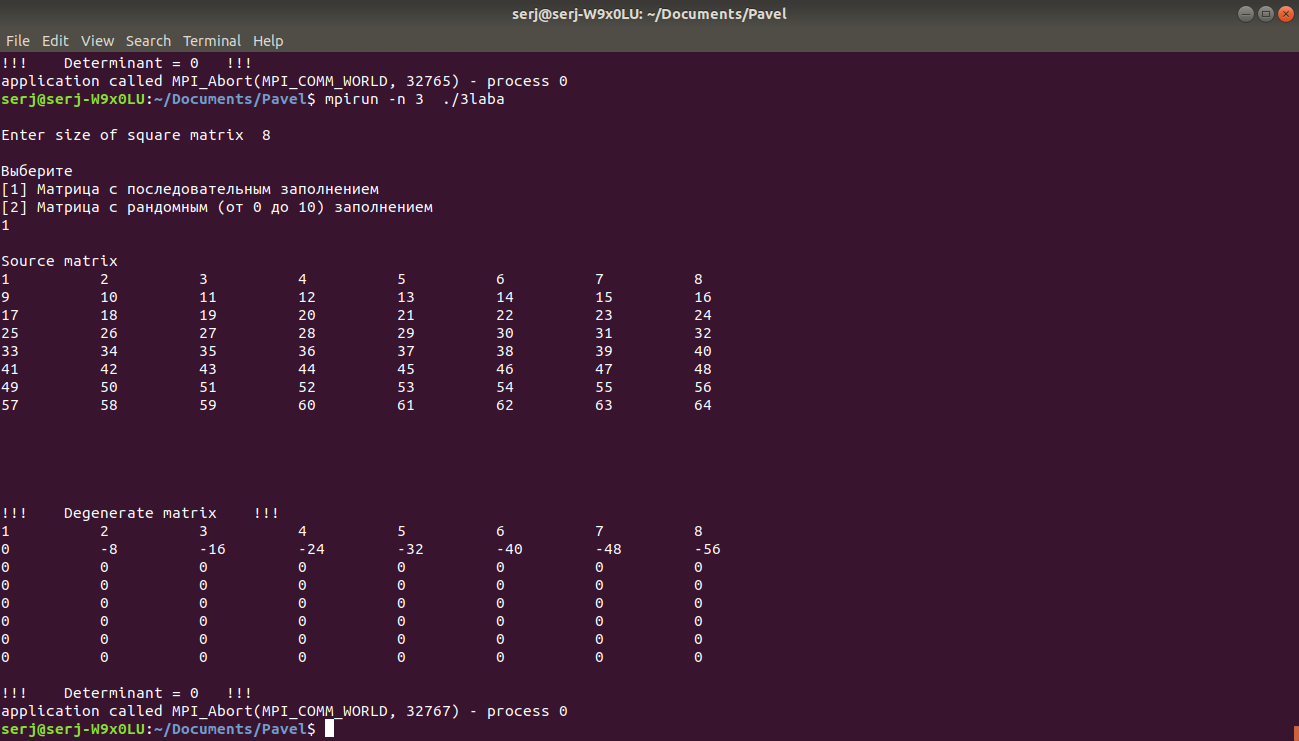 serj@serj-W9x0LU: ~/Documents/Pavel
File Edit View Search Terminal Help
!!!    Determinant = 0   !!!
application called MPI_Abort(MPI_COMM_WORLD, 32765) - process 0
serj@serj-W9x0LU:~/Documents/Pavel$ mpirun -n 3  ./3laba
Enter size of square matrix  8
Выберите
[1] Матрица с последовательным заполнением
[2] Матрица с рандомным (от 0 до 10) заполнением
1
Source matrix
1 2 3 4 5 6 7 8
9 10 11 12 13 14 15 16
17 18 19 20 21 22 23 24
25 26 27 28 29 30 31 32
33 34 35 36 37 38 39 40
41 42 43 44 45 46 47 48
49 50 51 52 53 54 55 56
57 58 59 60 61 62 63 64
!!!    Degenerate matrix    !!!
1 2 3 4 5 6 7 8
0 -8 -16 -24 -32 -40 -48 -56
0 0 0 0 0 0 0 0
0 0 0 0 0 0 0 0
0 0 0 0 0 0 0 0
0 0 0 0 0 0 0 0
0 0 0 0 0 0 0 0
0 0 0 0 0 0 0 0
!!!    Determinant = 0   !!!
application called MPI_Abort(MPI_COMM_WORLD, 32767) - process 0
serj@serj-W9x0LU:~/Documents/Pavel$